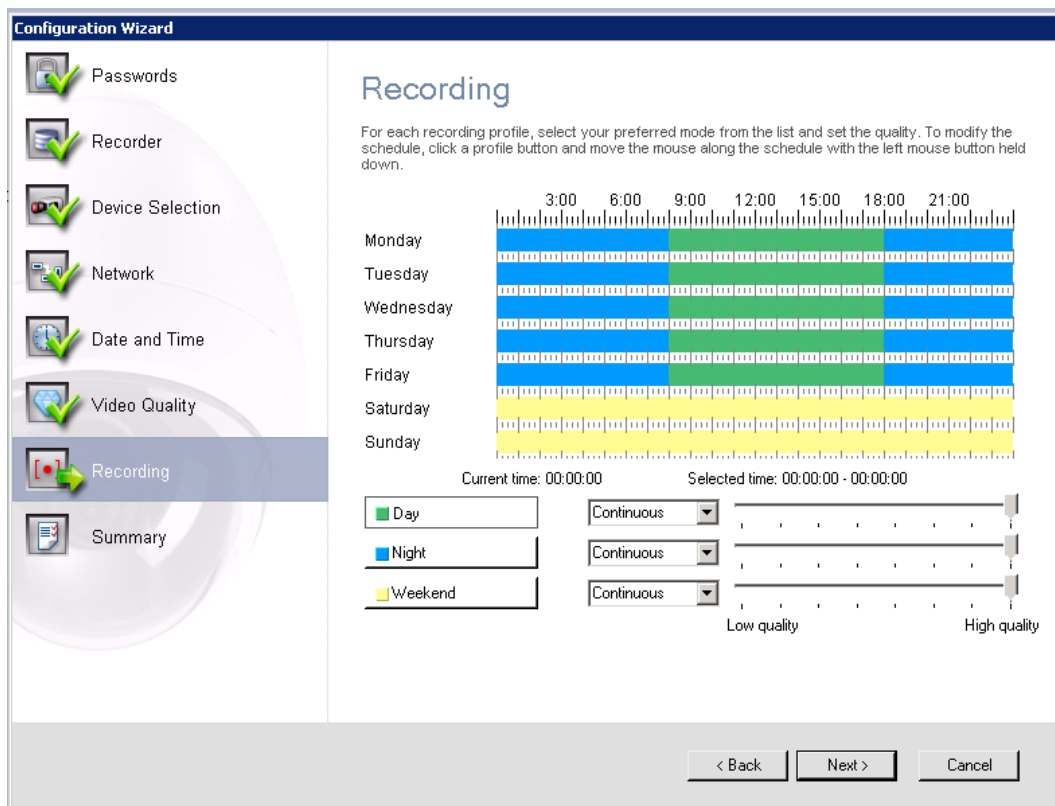 Configuration Wizard
Passwords
Recorder
Device Selection
Network
Date and Time
Video Quality
Recording
Summary
Recording
For each recording profile, select your preferred mode from the list and set the quality. To modify the
schedule, click a profile button and move the mouse along the schedule with the left mouse button held
down.
3:00 6:00 9:00 12:00 15:00 18:00 21:00
Monday
Tuesday
Wednesday
Thursday
Friday
Saturday
Sunday
Current time: 00:00:00 Selected time: 00:00:00 - 00:00:00
Day Continuous
Night Continuous
Weekend Continuous
Low quality High quality
< Back Next > Cancel